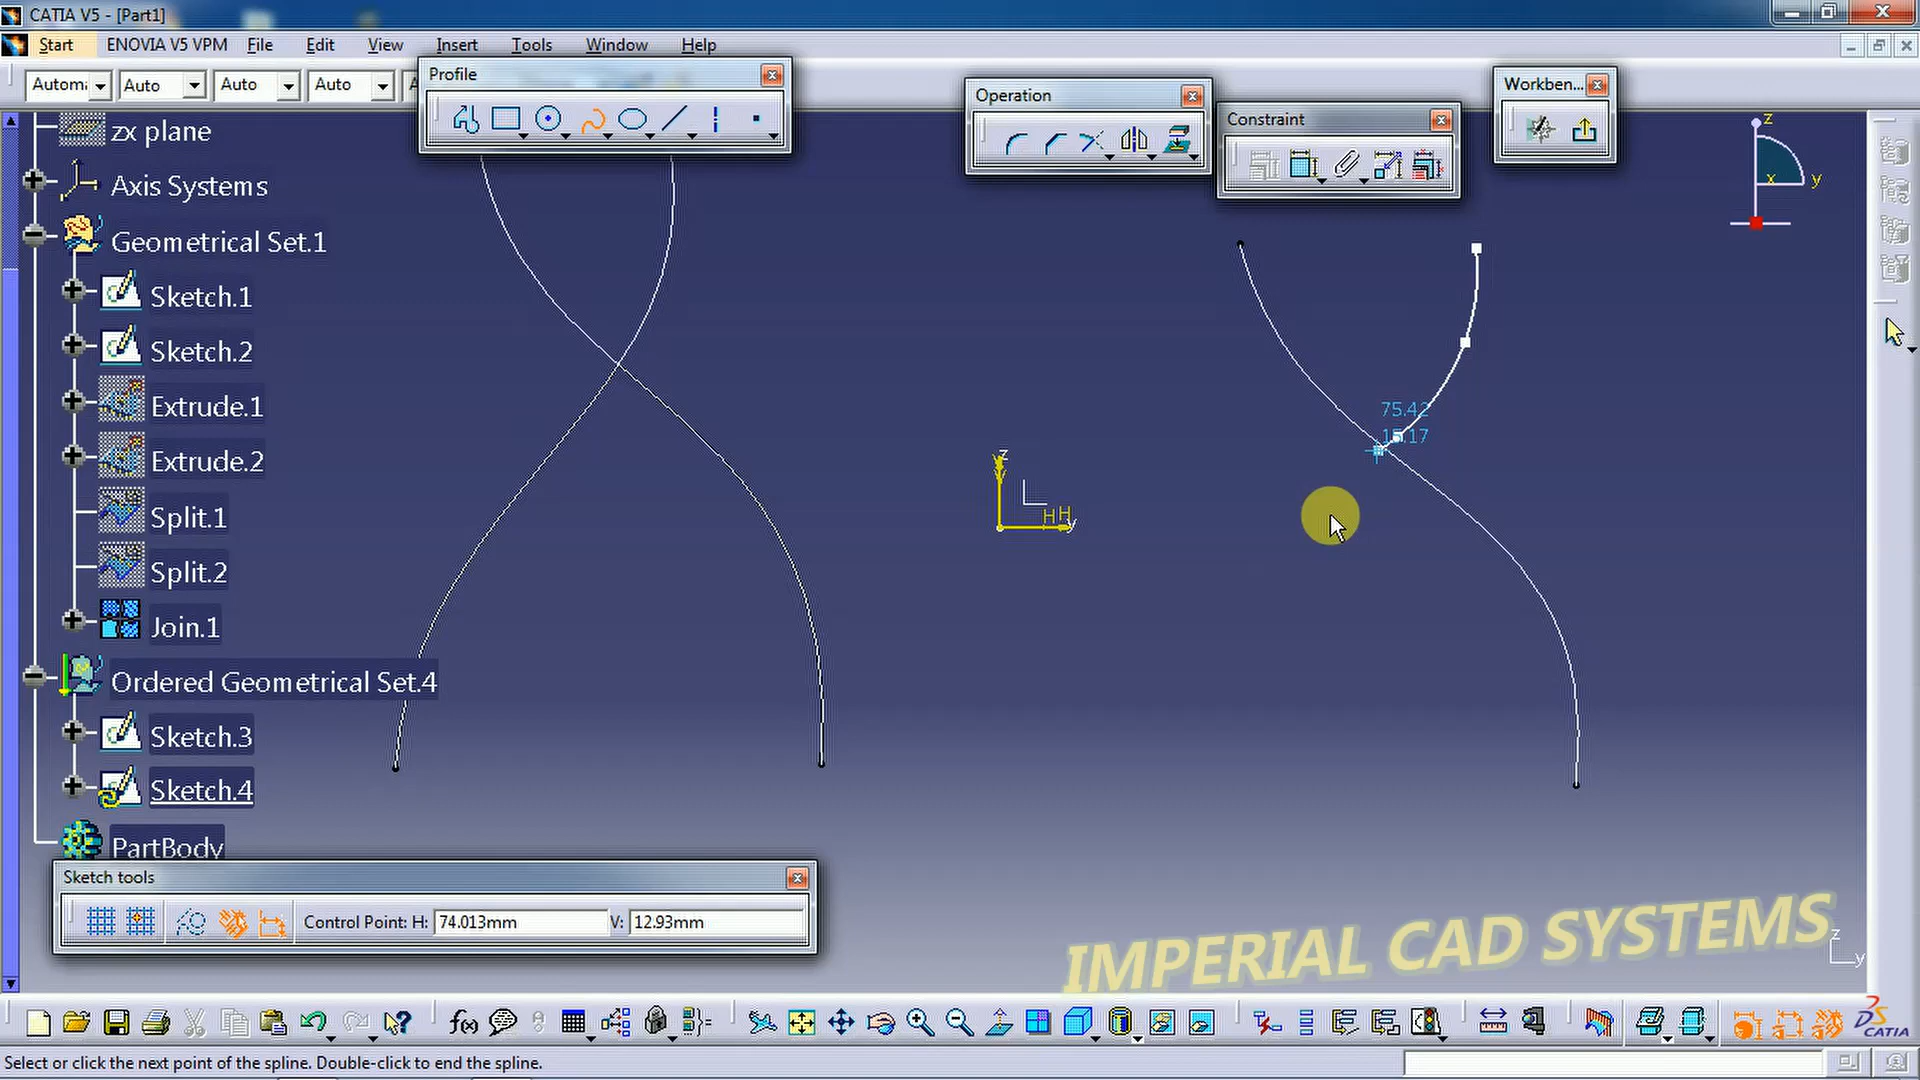 CATIA V5 - [Part1]
Start ENOVIA V5 VPM File Edit View Insert Tools Window Help
Auto Auto Auto
Profile
Operation
Constraint
Workben...
zx plane
Axis Systems
Geometrical Set.1
Sketch.1
Sketch.2
Extrude.1
Extrude.2
Split.1
Split.2
Join.1
Ordered Geometrical Set.4
Sketch.3
Sketch.4
PartBody
z
x y
75.42
z
H H y
Sketch tools
Control Point: H: 74.013mm V: 12.93mm
IMPERIAL CAD SYSTEMS
z
y
f(x)
CATIA
Select or click the next point of the spline. Double-click to end the spline.